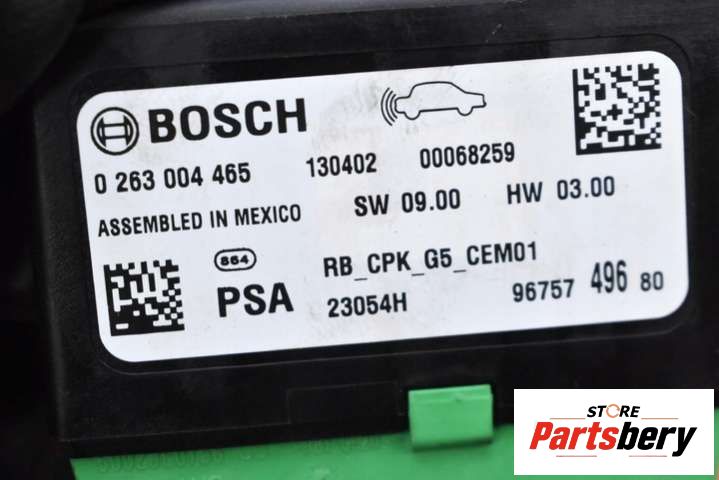 BOSCH
0 263 004 465 130402 00068259
ASSEMBLED IN MEXICO SW 09.00 HW 03.00
864 RB_CPK_G5_CEM01
PSA 23054H 96757 496 80
STORE
Partsbery